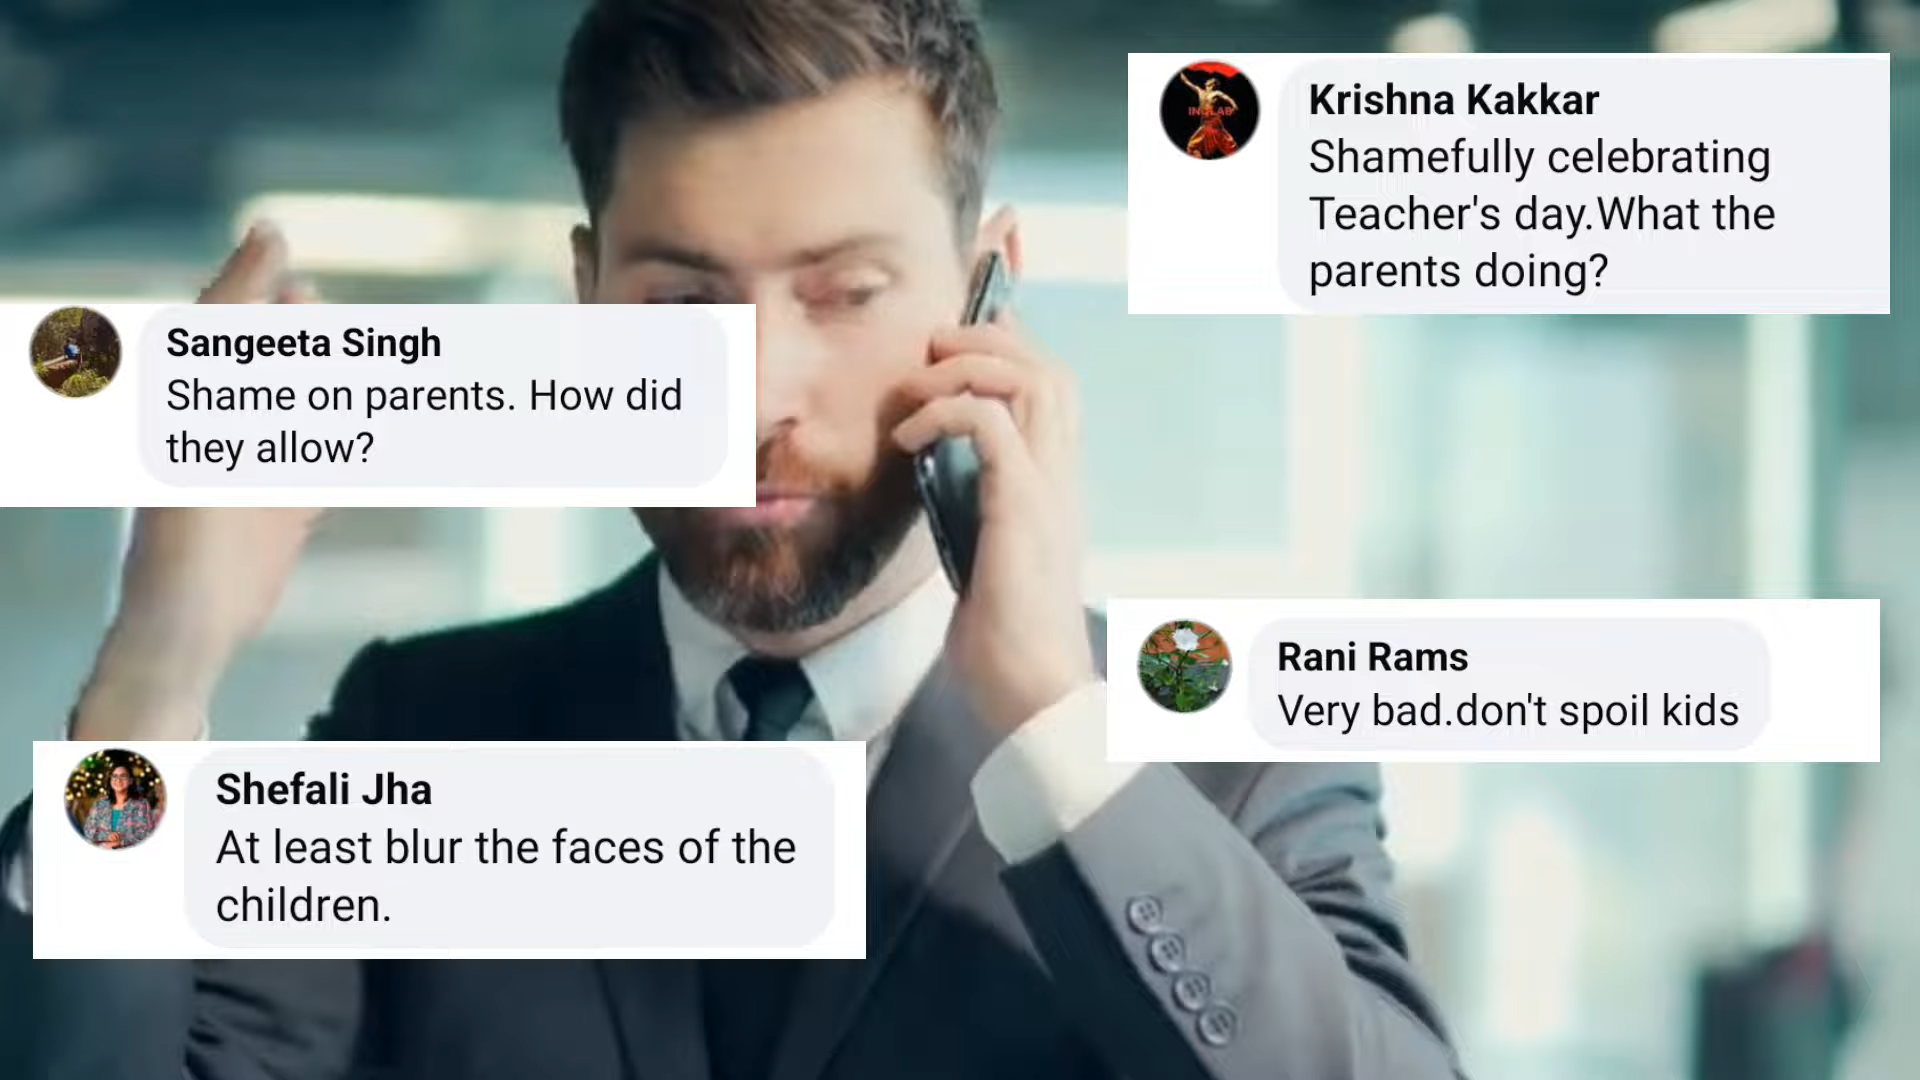 Krishna Kakkar
Shamefully celebrating
Teacher's day.What the
parents doing?
Sangeeta Singh
Shame on parents. How did
they allow?
Rani Rams
Very bad.don't spoil kids
Shefali Jha
At least blur the faces of the
children.